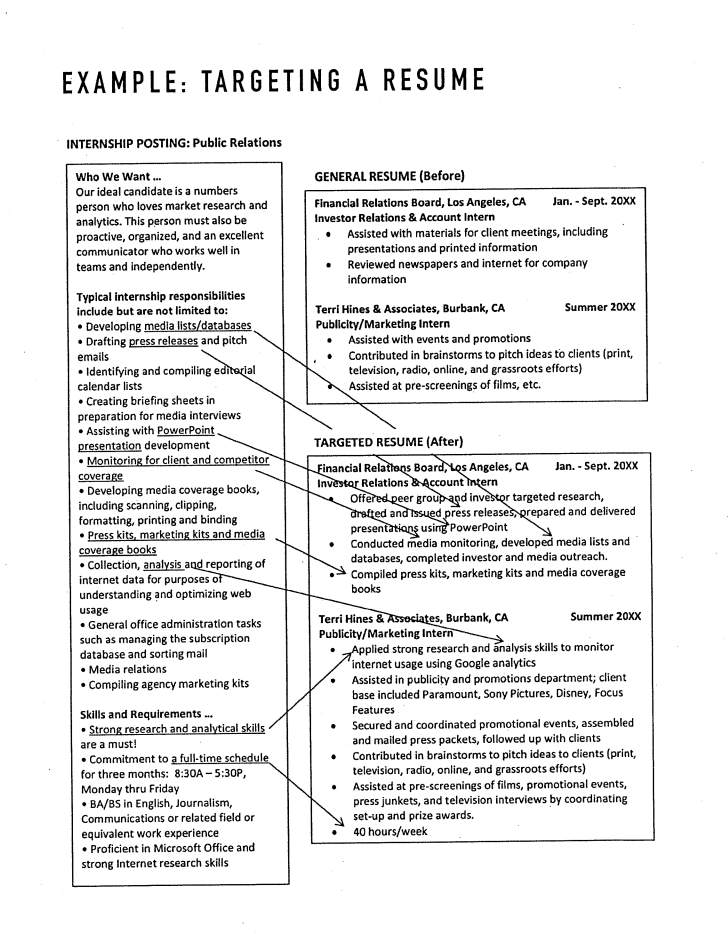 EXAMPLE: TARGETING A RESUME
INTERNSHIP POSTING: Public Relations
Who We Want ...
Our ideal candidate is a numbers
person who loves market research and
analytics. This person must also be
proactive, organized, and an excellent
communicator who works well in
teams and independently.
Typical internship responsibilities
include but are not limited to:
• Developing media lists/databases
• Drafting press releases and pitch
emails
• Identifying and compiling editorial
calendar lists
• Creating briefing sheets in
preparation for media interviews
• Assisting with PowerPoint
presentation development
• Monitoring for client and competitor
coverage
• Developing media coverage books,
including scanning, clipping,
formatting, printing and binding
• Press kits, marketing kits and media
coverage books
• Collection, analysis and reporting of
internet data for purposes of
understanding and optimizing web
usage
• General office administration tasks
such as managing the subscription
database and sorting mail
• Media relations
• Compiling agency marketing kits
Skills and Requirements ...
• Strong research and analytical skills
are a must!
• Commitment to a full-time schedule
for three months: 8:30A – 5:30P,
Monday thru Friday
• BA/BS in English, Journalism,
Communications or related field or
equivalent work experience
• Proficient in Microsoft Office and
strong Internet research skills
GENERAL RESUME (Before)
Financial Relations Board, Los Angeles, CA Jan. - Sept. 20XX
Investor Relations & Account Intern
• Assisted with materials for client meetings, including
presentations and printed information
• Reviewed newspapers and internet for company
information
Terri Hines & Associates, Burbank, CA Summer 20XX
Publicity/Marketing Intern
• Assisted with events and promotions
• Contributed in brainstorms to pitch ideas to clients (print,
television, radio, online, and grassroots efforts)
• Assisted at pre-screenings of films, etc.
TARGETED RESUME (After)
Financial Relations Board, Los Angeles, CA Jan. - Sept. 20XX
Investor Relations & Account Intern
• Offered peer group and investor targeted research,
drafted and issued press releases, prepared and delivered
presentations using PowerPoint
• Conducted media monitoring, developed media lists and
databases, completed investor and media outreach.
• Compiled press kits, marketing kits and media coverage
books
Terri Hines & Associates, Burbank, CA Summer 20XX
Publicity/Marketing Intern
• Applied strong research and analysis skills to monitor
internet usage using Google analytics
• Assisted in publicity and promotions department; client
base included Paramount, Sony Pictures, Disney, Focus
Features
• Secured and coordinated promotional events, assembled
and mailed press packets, followed up with clients
• Contributed in brainstorms to pitch ideas to clients (print,
television, radio, online, and grassroots efforts)
• Assisted at pre-screenings of films, promotional events,
press junkets, and television interviews by coordinating
set-up and prize awards.
• 40 hours/week